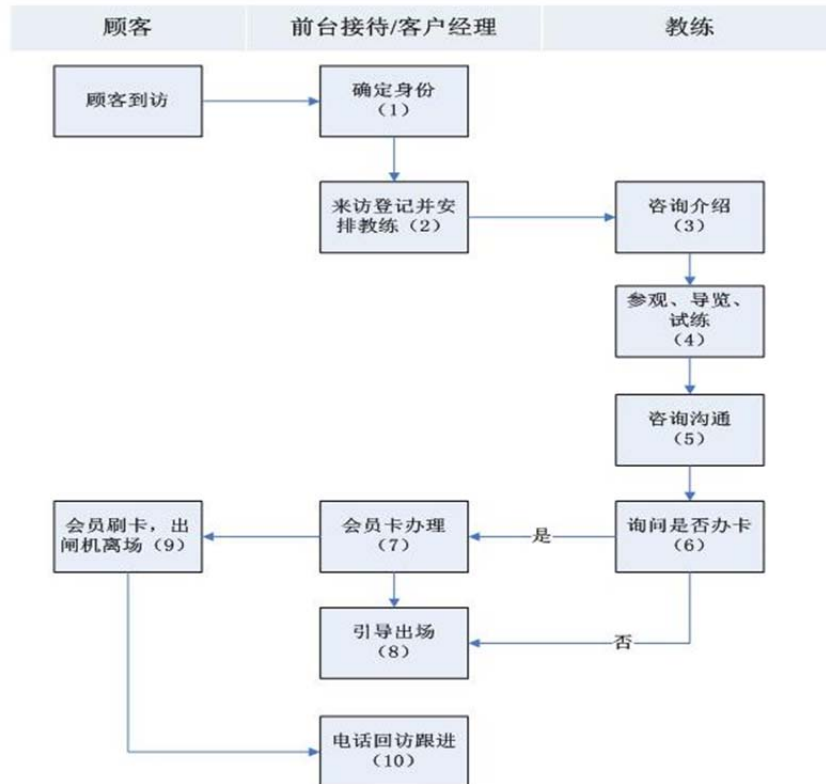 顾客
前台接待/客户经理
教练
顾客到访
确定身份
（1）
来访登记并安
排教练（2）
咨询介绍
（3）
参观、导览、
试练
（4）
咨询沟通
（5）
会员刷卡，出
闸机离场（9）
会员卡办理
（7）
是
询问是否办卡
（6）
引导出场
（8）
否
电话回访跟进
（10）